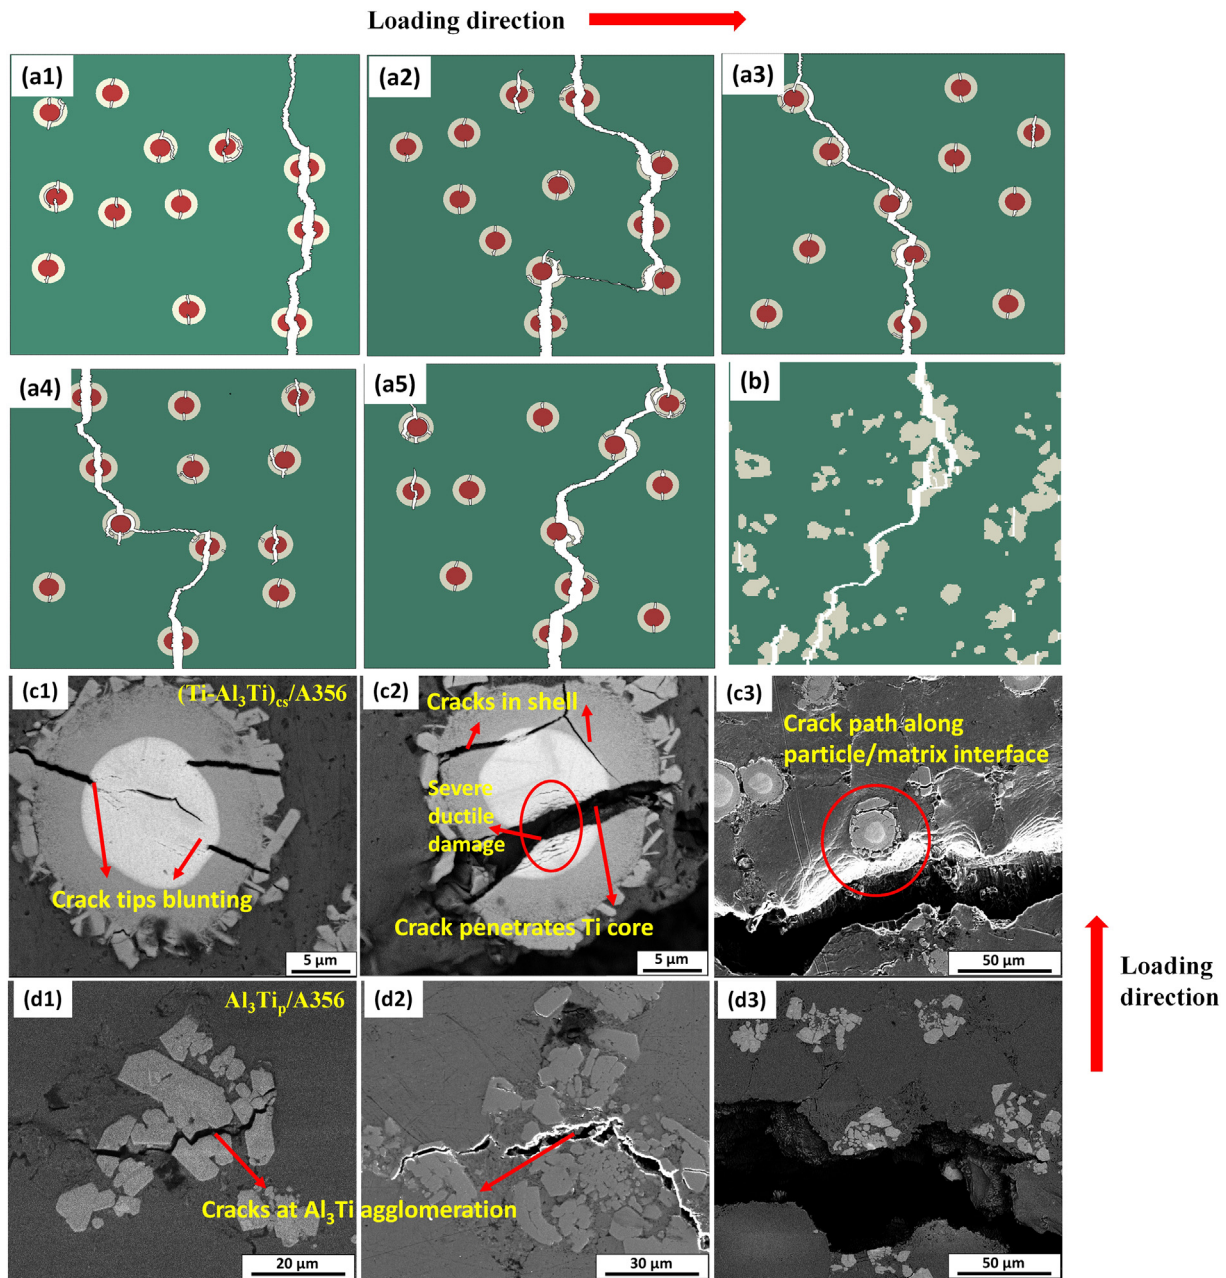 Loading direction
(a1)
(a2)
(a3)
(a4)
(a5)
(b)
(c1)
(Ti-Al₃Ti)cs/A356
Crack tips blunting
5 μm
(c2)
Cracks in shell
Severe
ductile
damage
Crack penetrates Ti core
5 μm
(c3)
Crack path along
particle/matrix interface
50 μm
Loading
direction
(d1)
Al₃Tiₚ/A356
20 μm
(d2)
Cracks at Al₃Ti agglomeration
30 μm
(d3)
50 μm